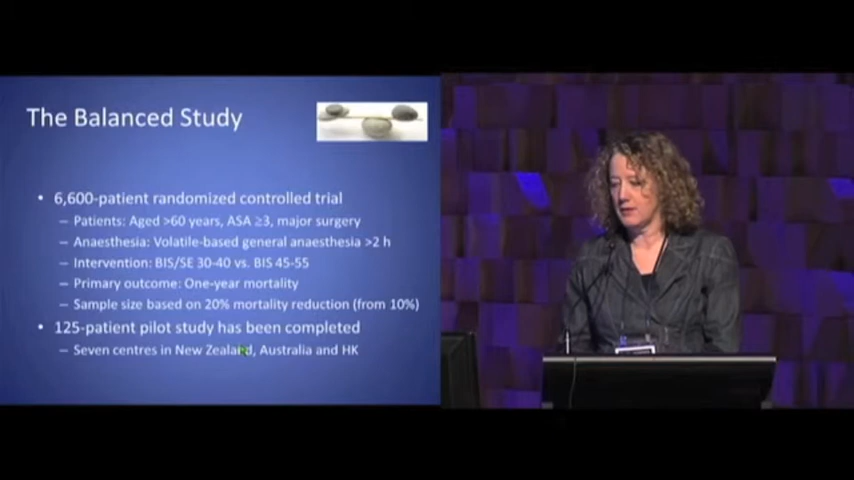 The Balanced Study
• 6,600-patient randomized controlled trial
– Patients: Aged >60 years, ASA ≥3, major surgery
– Anaesthesia: Volatile-based general anaesthesia >2 h
– Intervention: BIS/SE 30-40 vs. BIS 45-55
– Primary outcome: One-year mortality
– Sample size based on 20% mortality reduction (from 10%)
• 125-patient pilot study has been completed
– Seven centres in New Zealand, Australia and HK